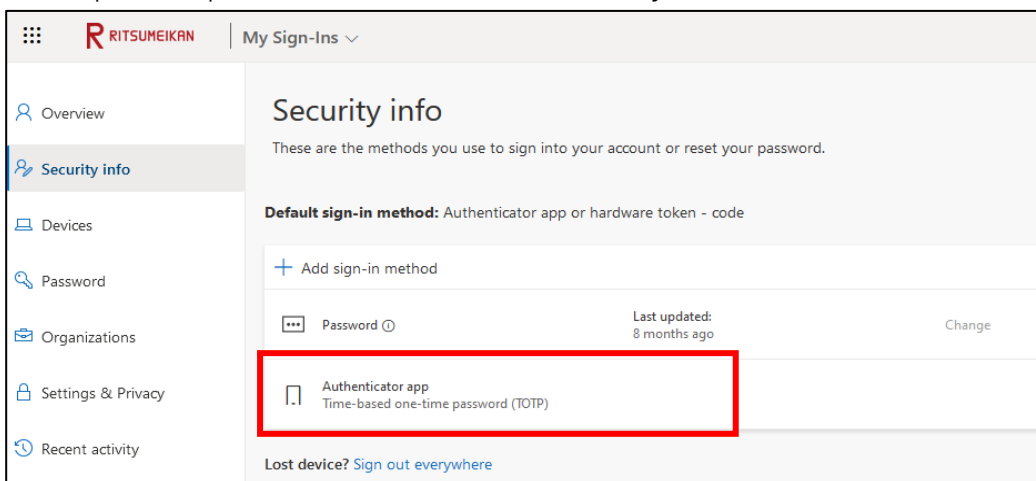 RITSUMEIKAN
My Sign-Ins
Overview
Security info
Devices
Password
Organizations
Settings & Privacy
Recent activity
Security info
These are the methods you use to sign into your account or reset your password.
Default sign-in method: Authenticator app or hardware token - code
+ Add sign-in method
Password
Last updated:
8 months ago
Change
Authenticator app
Time-based one-time password (TOTP)
Lost device? Sign out everywhere